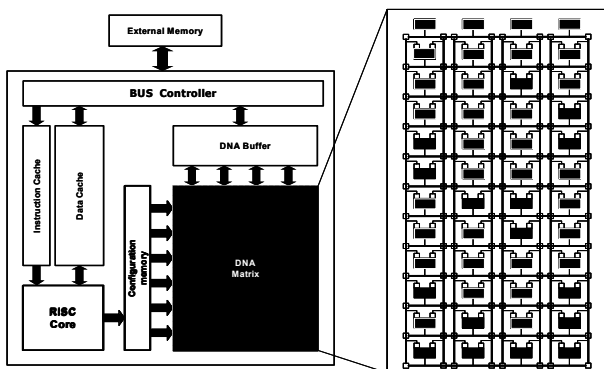 External Memory
BUS Controller
DNA Buffer
Instruction Cache
Data Cache
Configuration
memory
DNA
Matrix
RISC
Core